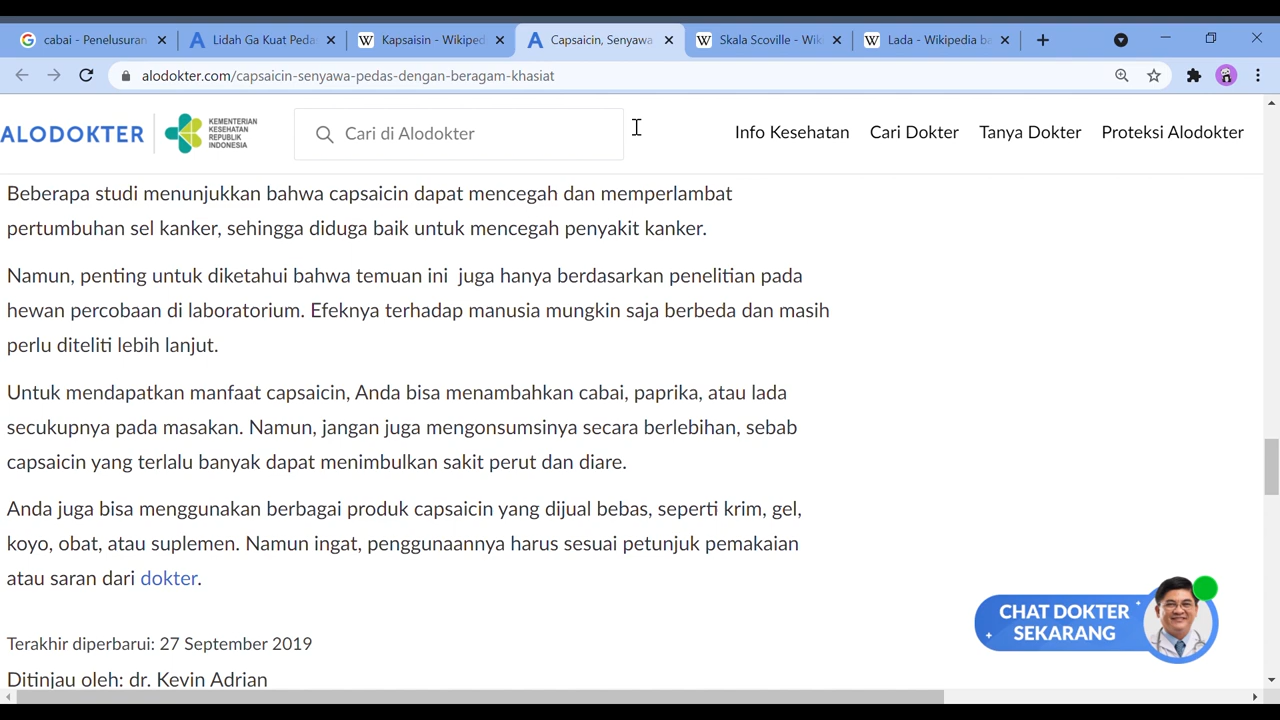 cabai - Penelusuran
Lidah Ga Kuat Peda
Kapsaisin - Wikiped
Capsaicin, Senyawa
Skala Scoville - Wik
Lada - Wikipedia ba
alodokter.com/capsaicin-senyawa-pedas-dengan-beragam-khasiat
ALODOKTER
KEMENTERIAN
KESEHATAN
REPUBLIK
INDONESIA
Cari di Alodokter
Info Kesehatan
Cari Dokter
Tanya Dokter
Proteksi Alodokter
Beberapa studi menunjukkan bahwa capsaicin dapat mencegah dan memperlambat
pertumbuhan sel kanker, sehingga diduga baik untuk mencegah penyakit kanker.
Namun, penting untuk diketahui bahwa temuan ini  juga hanya berdasarkan penelitian pada
hewan percobaan di laboratorium. Efeknya terhadap manusia mungkin saja berbeda dan masih
perlu diteliti lebih lanjut.
Untuk mendapatkan manfaat capsaicin, Anda bisa menambahkan cabai, paprika, atau lada
secukupnya pada masakan. Namun, jangan juga mengonsumsinya secara berlebihan, sebab
capsaicin yang terlalu banyak dapat menimbulkan sakit perut dan diare.
Anda juga bisa menggunakan berbagai produk capsaicin yang dijual bebas, seperti krim, gel,
koyo, obat, atau suplemen. Namun ingat, penggunaannya harus sesuai petunjuk pemakaian
atau saran dari dokter.
CHAT DOKTER
SEKARANG
Terakhir diperbarui: 27 September 2019
Ditinjau oleh: dr. Kevin Adrian